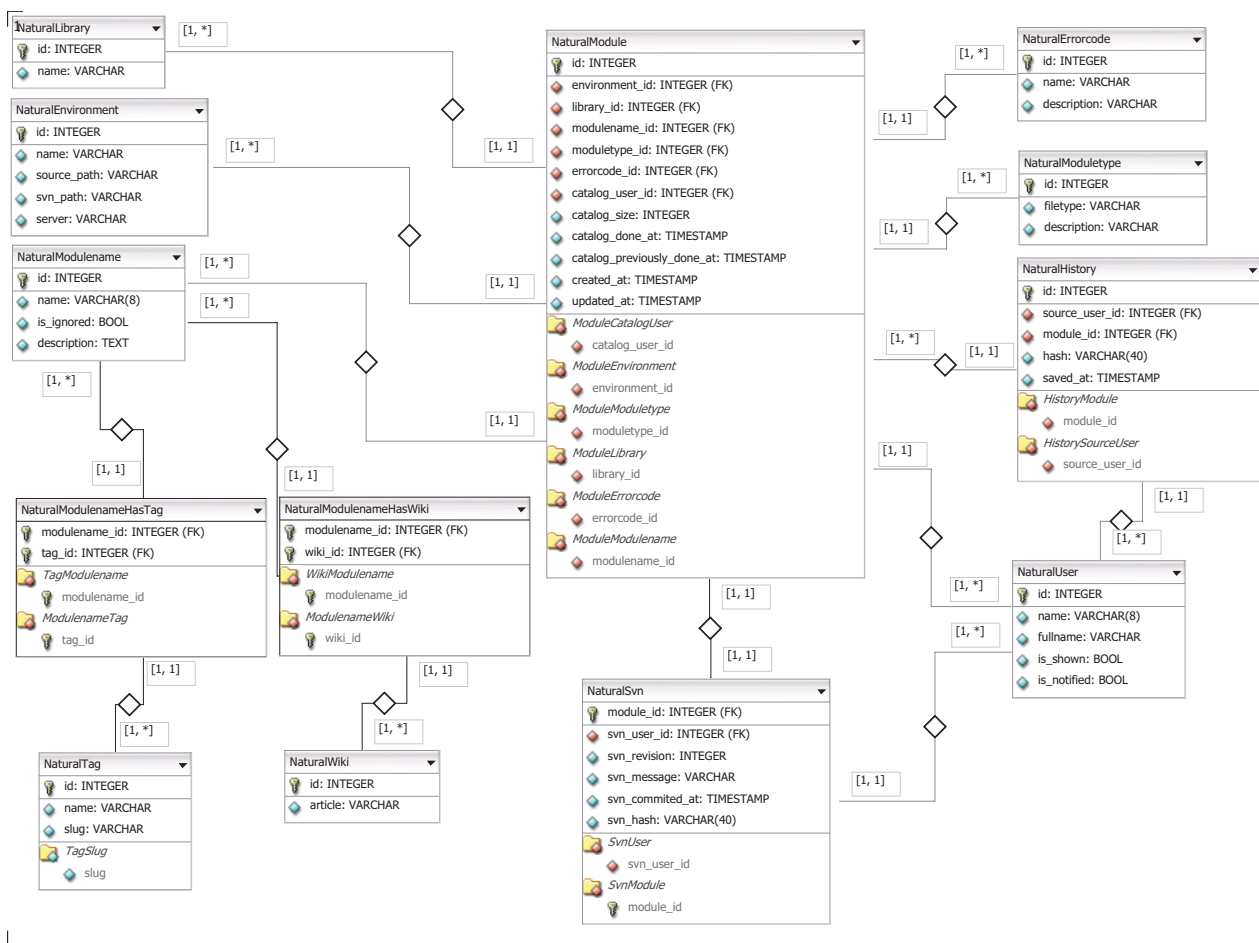 1
NaturalLibrary
id: INTEGER
name: VARCHAR
[1, *]
[1, 1]
NaturalEnvironment
id: INTEGER
name: VARCHAR
source_path: VARCHAR
svn_path: VARCHAR
server: VARCHAR
[1, *]
[1, 1]
NaturalModulename
id: INTEGER
name: VARCHAR(8)
is_ignored: BOOL
description: TEXT
[1, *]
[1, *]
[1, 1]
[1, *]
[1, 1]
[1, 1]
NaturalModulenameHasTag
modulename_id: INTEGER (FK)
tag_id: INTEGER (FK)
TagModulename
modulename_id
ModulenameTag
tag_id
[1, 1]
[1, *]
NaturalTag
id: INTEGER
name: VARCHAR
slug: VARCHAR
TagSlug
slug
NaturalModulenameHasWiki
modulename_id: INTEGER (FK)
wiki_id: INTEGER (FK)
WikiModulename
modulename_id
ModulenameWiki
wiki_id
[1, 1]
[1, *]
NaturalWiki
id: INTEGER
article: VARCHAR
NaturalModule
id: INTEGER
environment_id: INTEGER (FK)
library_id: INTEGER (FK)
modulename_id: INTEGER (FK)
moduletype_id: INTEGER (FK)
errorcode_id: INTEGER (FK)
catalog_user_id: INTEGER (FK)
catalog_size: INTEGER
catalog_done_at: TIMESTAMP
catalog_previously_done_at: TIMESTAMP
created_at: TIMESTAMP
updated_at: TIMESTAMP
ModuleCatalogUser
catalog_user_id
ModuleEnvironment
environment_id
ModuleModuletype
moduletype_id
ModuleLibrary
library_id
ModuleErrorcode
errorcode_id
ModuleModulename
modulename_id
[1, 1]
[1, 1]
NaturalSvn
module_id: INTEGER (FK)
svn_user_id: INTEGER (FK)
svn_revision: INTEGER
svn_message: VARCHAR
svn_commited_at: TIMESTAMP
svn_hash: VARCHAR(40)
SvnUser
svn_user_id
SvnModule
module_id
[1, *]
[1, 1]
NaturalErrorcode
id: INTEGER
name: VARCHAR
description: VARCHAR
[1, *]
[1, 1]
NaturalModuletype
id: INTEGER
filetype: VARCHAR
description: VARCHAR
[1, *]
[1, 1]
NaturalHistory
id: INTEGER
source_user_id: INTEGER (FK)
module_id: INTEGER (FK)
hash: VARCHAR(40)
saved_at: TIMESTAMP
HistoryModule
module_id
HistorySourceUser
source_user_id
[1, 1]
[1, 1]
[1, *]
[1, *]
[1, *]
[1, 1]
NaturalUser
id: INTEGER
name: VARCHAR(8)
fullname: VARCHAR
is_shown: BOOL
is_notified: BOOL